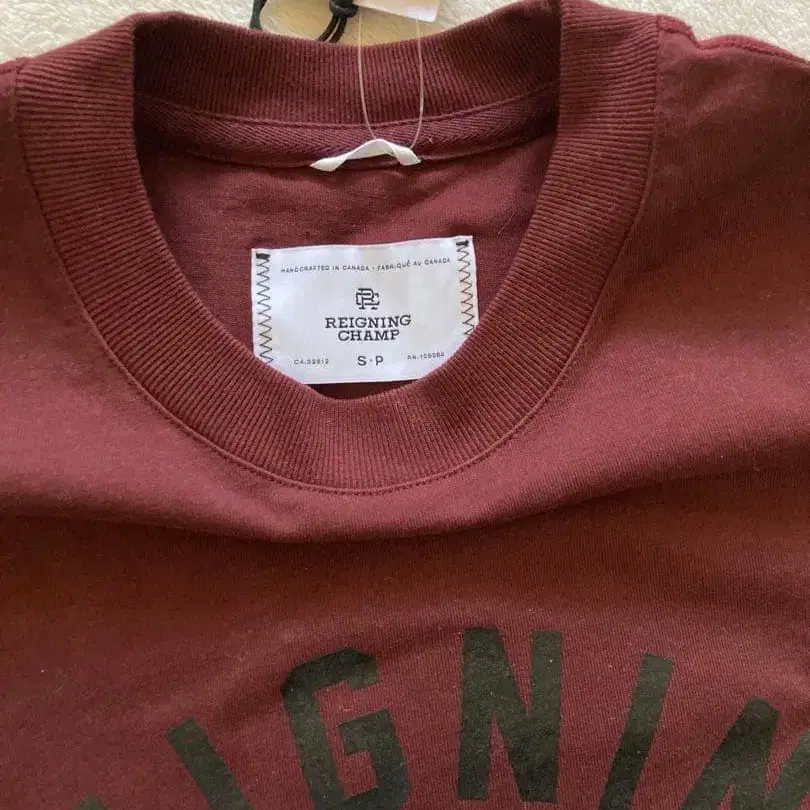 HANDCRAFTED IN CANADA · FABRIQUÉ AU CANADA
RC
REIGNING
CHAMP
S·P
IGNIN